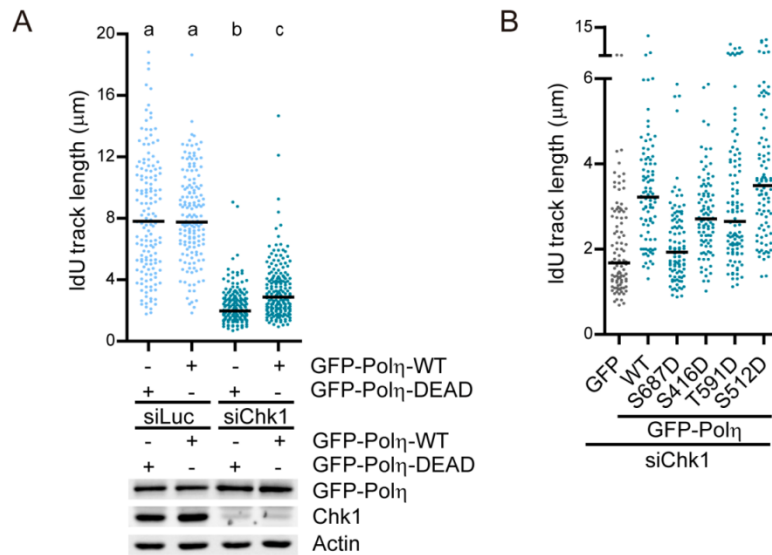 A
a a b c
20
16
12
8
4
0
IdU track length (μm)
- + - + GFP-Polη-WT
+ - + - GFP-Polη-DEAD
siLuc siChk1
- + - + GFP-Polη-WT
+ - + - GFP-Polη-DEAD
GFP-Polη
Chk1
Actin
B
15
6
4
2
0
IdU track length (μm)
GFP WT S687D S416D T591D S512D
GFP-Polη
siChk1